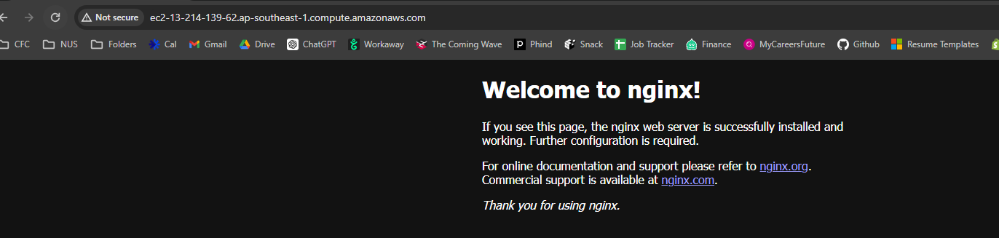 Not secure ec2-13-214-139-62.ap-southeast-1.compute.amazonaws.com
CFC NUS Folders Cal Gmail Drive ChatGPT Workaway The Coming Wave Phind Snack Job Tracker Finance MyCareersFuture Github Resume Templates
Welcome to nginx!
If you see this page, the nginx web server is successfully installed and
working. Further configuration is required.
For online documentation and support please refer to nginx.org.
Commercial support is available at nginx.com.
Thank you for using nginx.